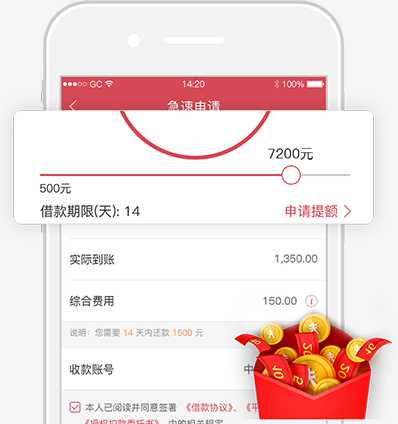 GC 14:20 100%
急速申请
7200元
500元
借款期限(天): 14 申请提额
实际到账 1,350.00
综合费用 150.00 i
说明：您需要 14 天内还款 1500 元
收款账号 中
本人已阅读并同意签署 《借款协议》、《平
《授权扣款委托书》 中的相关规定